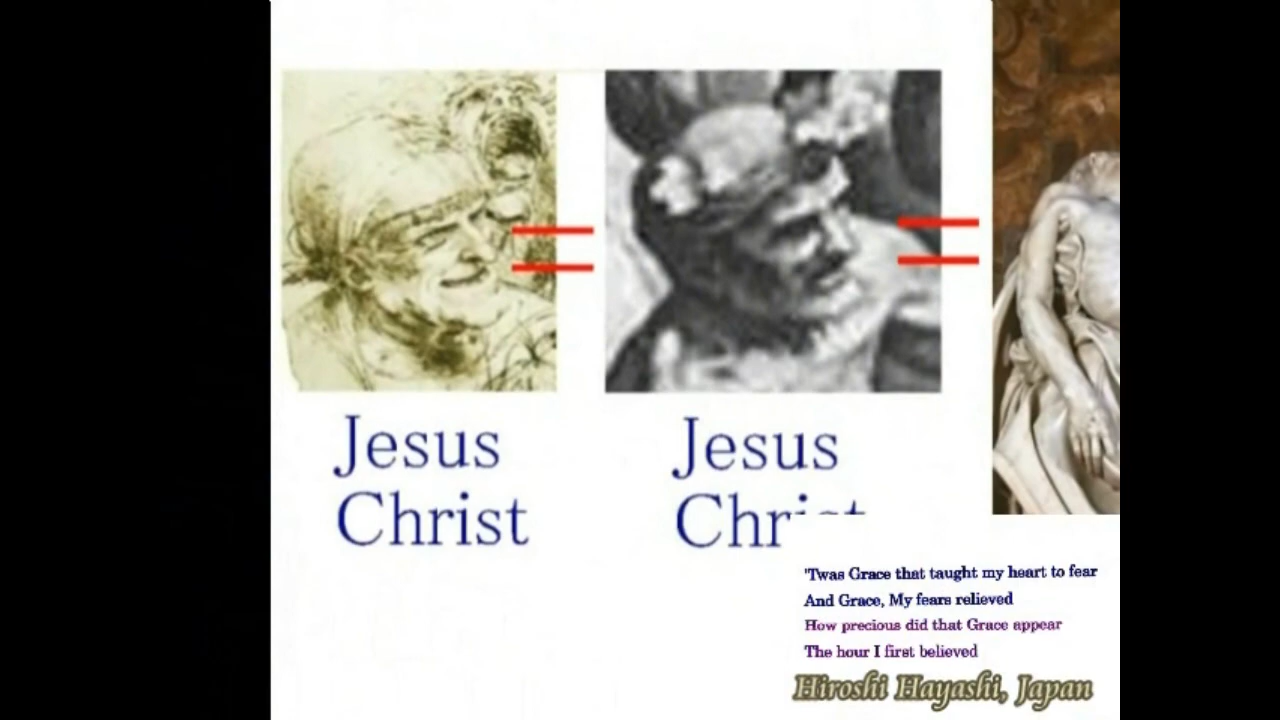 Jesus
Christ
Jesus
'Twas Grace that taught my heart to fear
And Grace, My fears relieved
How precious did that Grace appear
The hour I first believed
Hiroshi Hayashi, Japan